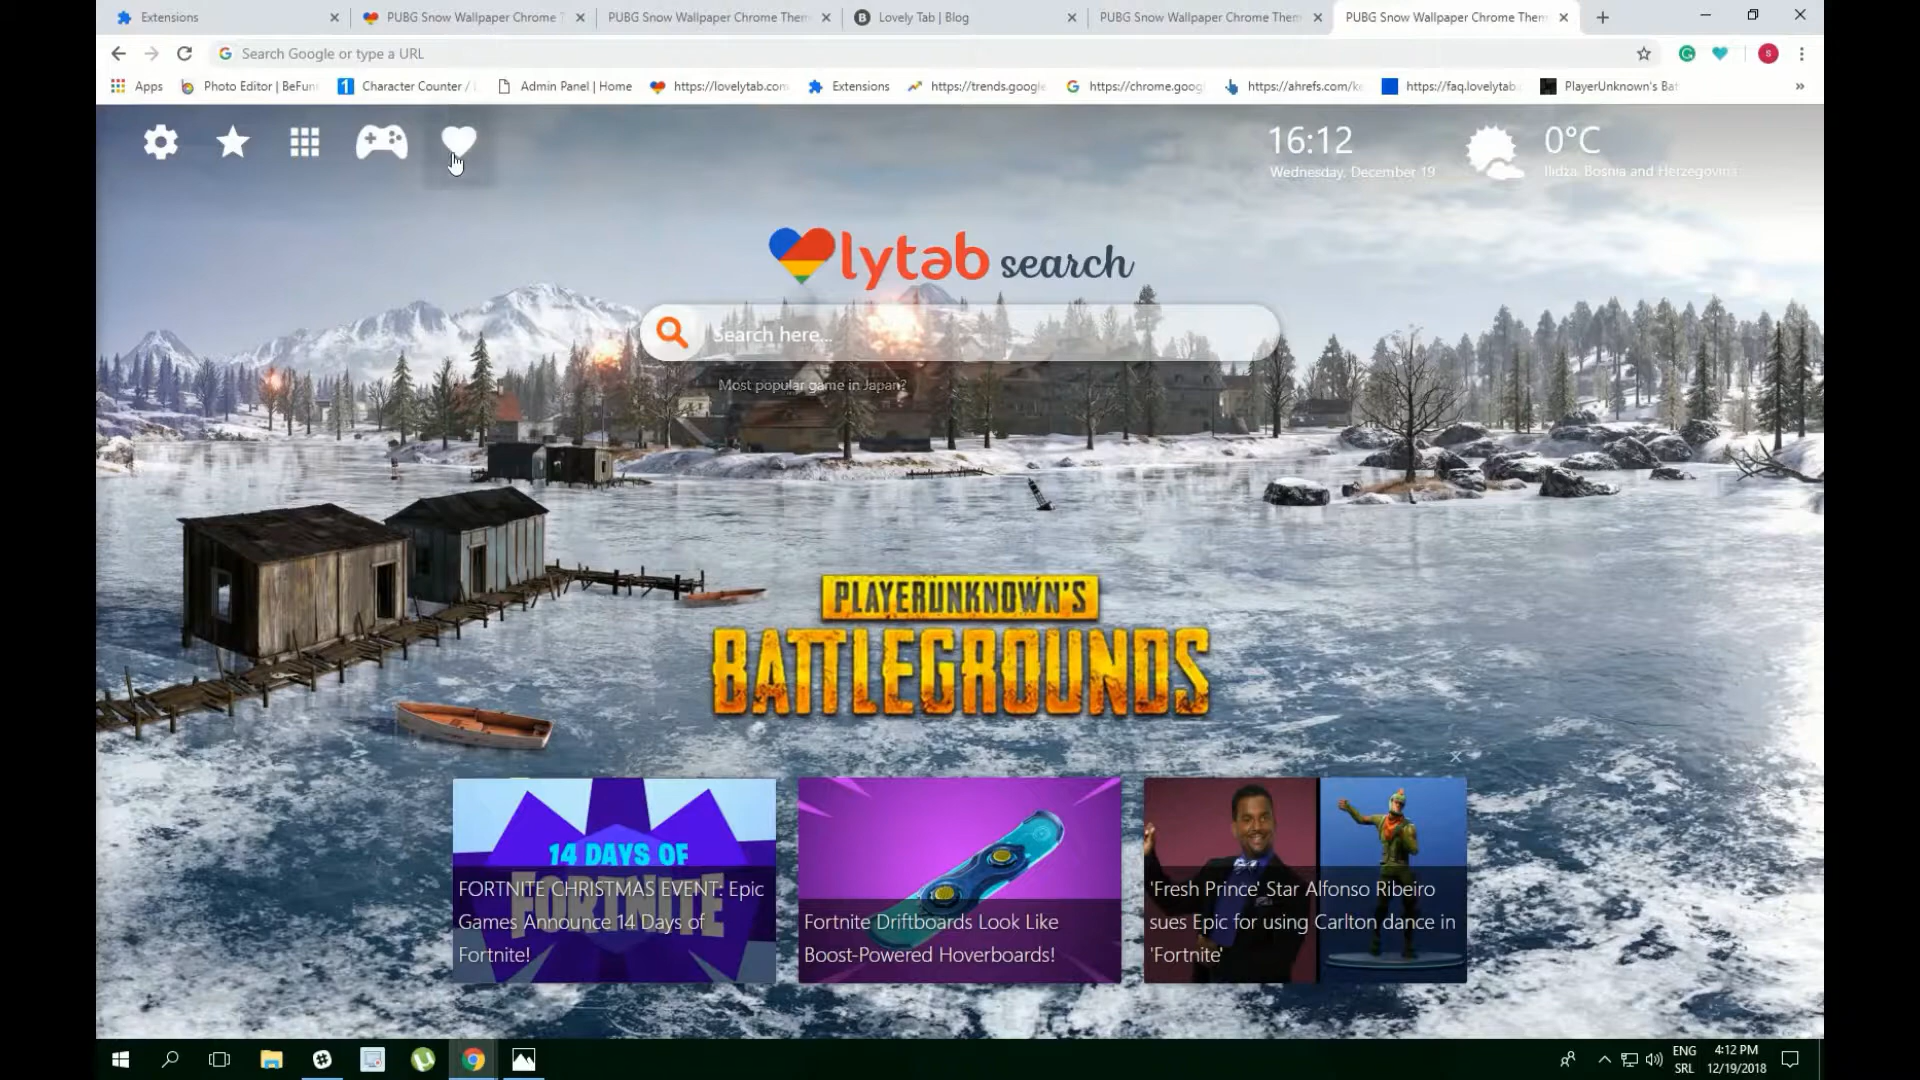 Extensions
PUBG Snow Wallpaper Chrome T
PUBG Snow Wallpaper Chrome Them
Lovely Tab | Blog
PUBG Snow Wallpaper Chrome Them
PUBG Snow Wallpaper Chrome Them
Search Google or type a URL
S
Apps
Photo Editor | BeFun
1 Character Counter /
Admin Panel | Home
https://lovelytab.com
Extensions
https://trends.google
https://chrome.goog
https://ahrefs.com/ke
https://faq.lovelytab.
PlayerUnknown's Bat
»
16:12
Wednesday, December 19
0°C
Ilidza, Bosnia and Herzegovina
lytab search
Search here...
Most popular game in Japan?
PLAYERUNKNOWN'S
BATTLEGROUNDS
14 DAYS OF
FORTNITE
FORTNITE CHRISTMAS EVENT: Epic
Games Announce 14 Days of
Fortnite!
Fortnite Driftboards Look Like
Boost-Powered Hoverboards!
'Fresh Prince' Star Alfonso Ribeiro
sues Epic for using Carlton dance in
'Fortnite'
ENG
SRL
4:12 PM
12/19/2018